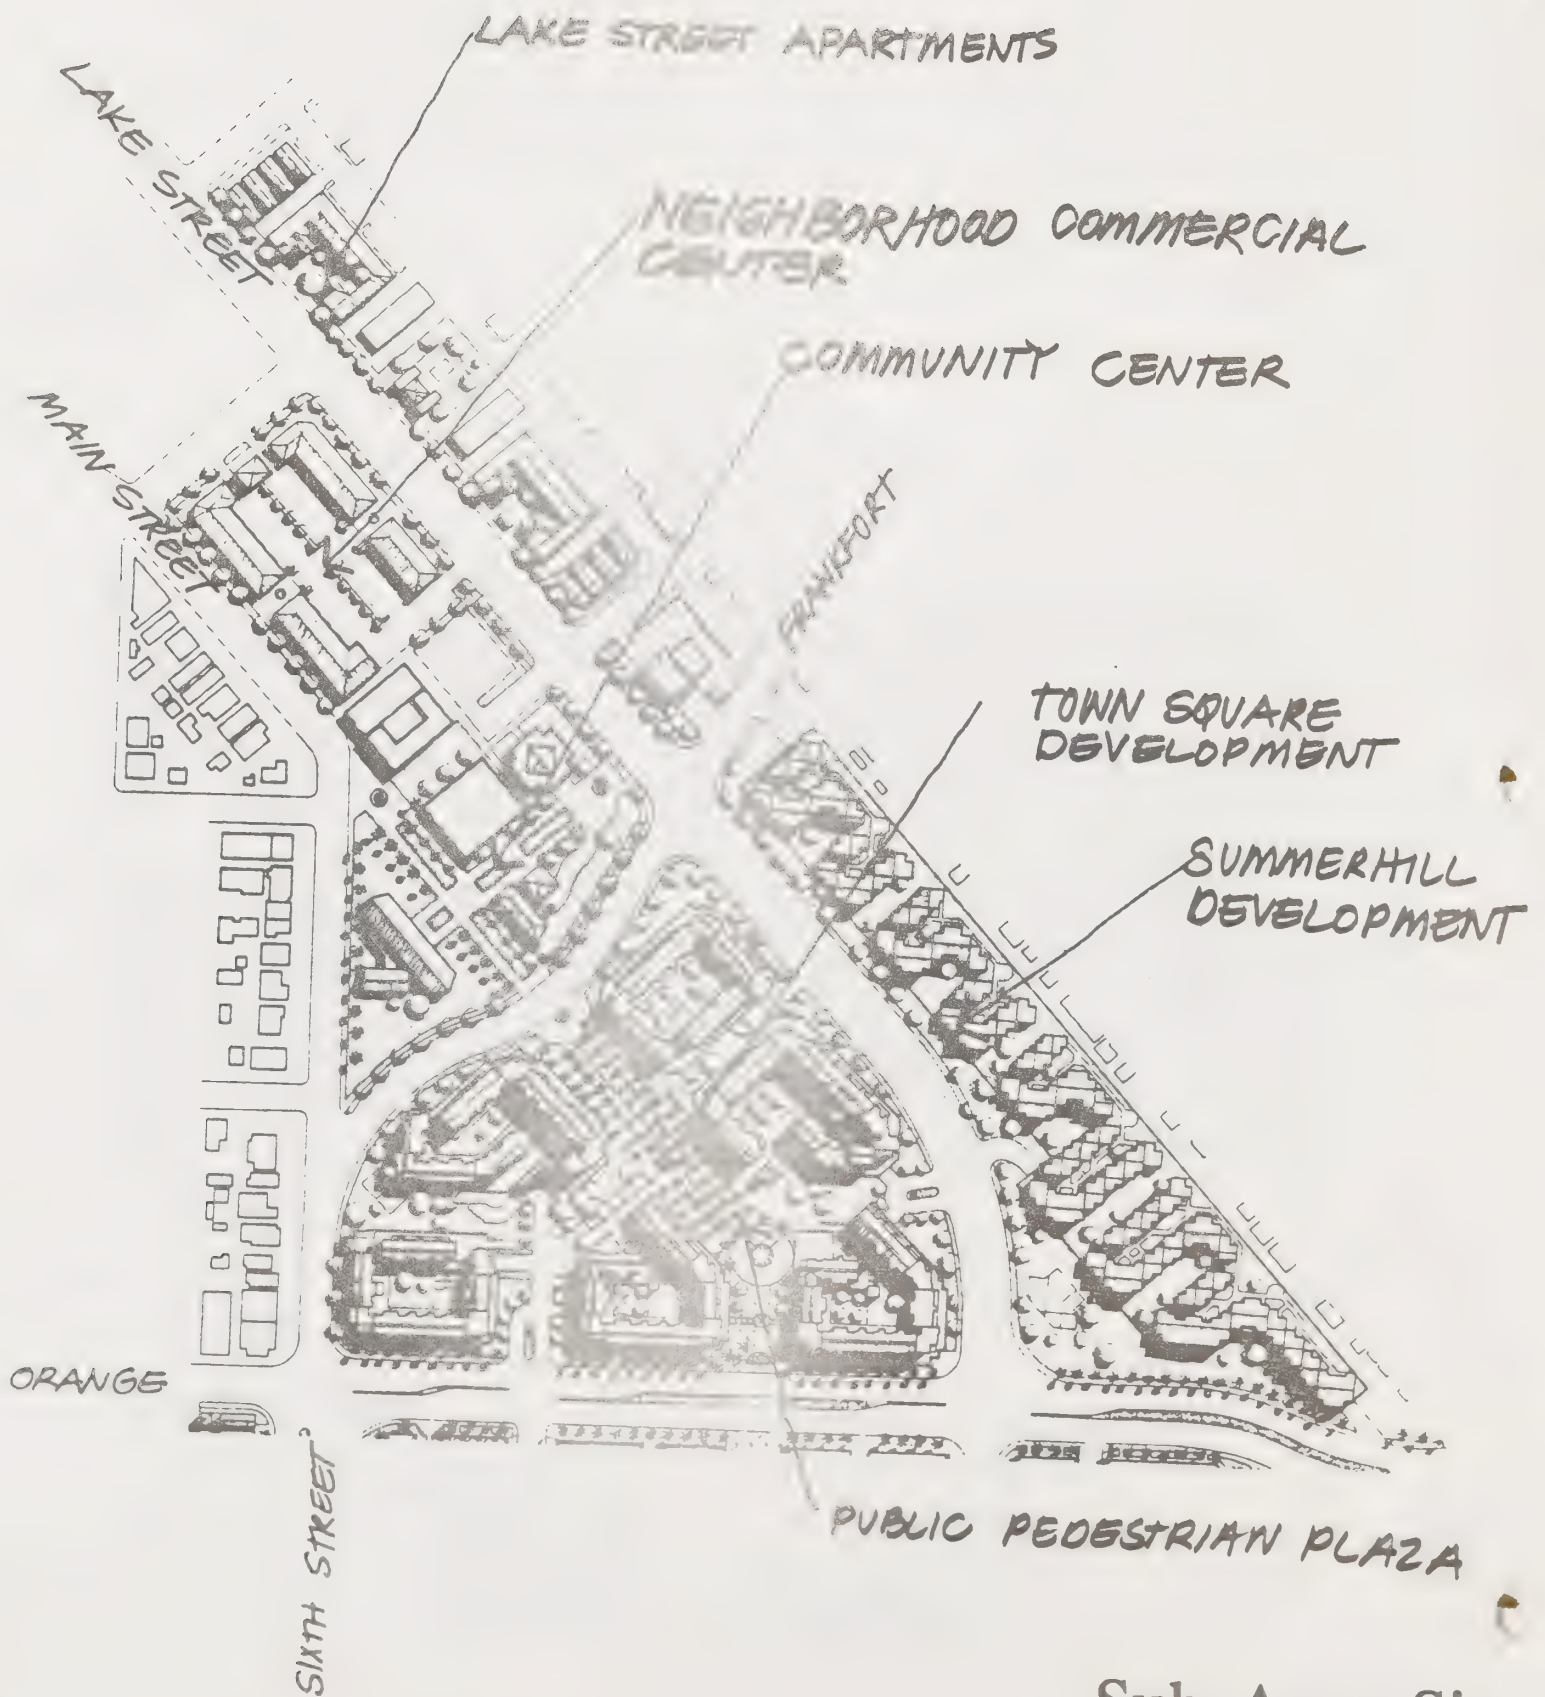 LAKE STREET APARTMENTS
LAKE STREET
NEIGHBORHOOD COMMERCIAL
CENTER
COMMUNITY CENTER
MAIN STREET
FRANKFORT
TOWN SQUARE
DEVELOPMENT
SUMMERHILL
DEVELOPMENT
ORANGE
SIXTH STREET
PUBLIC PEDESTRIAN PLAZA